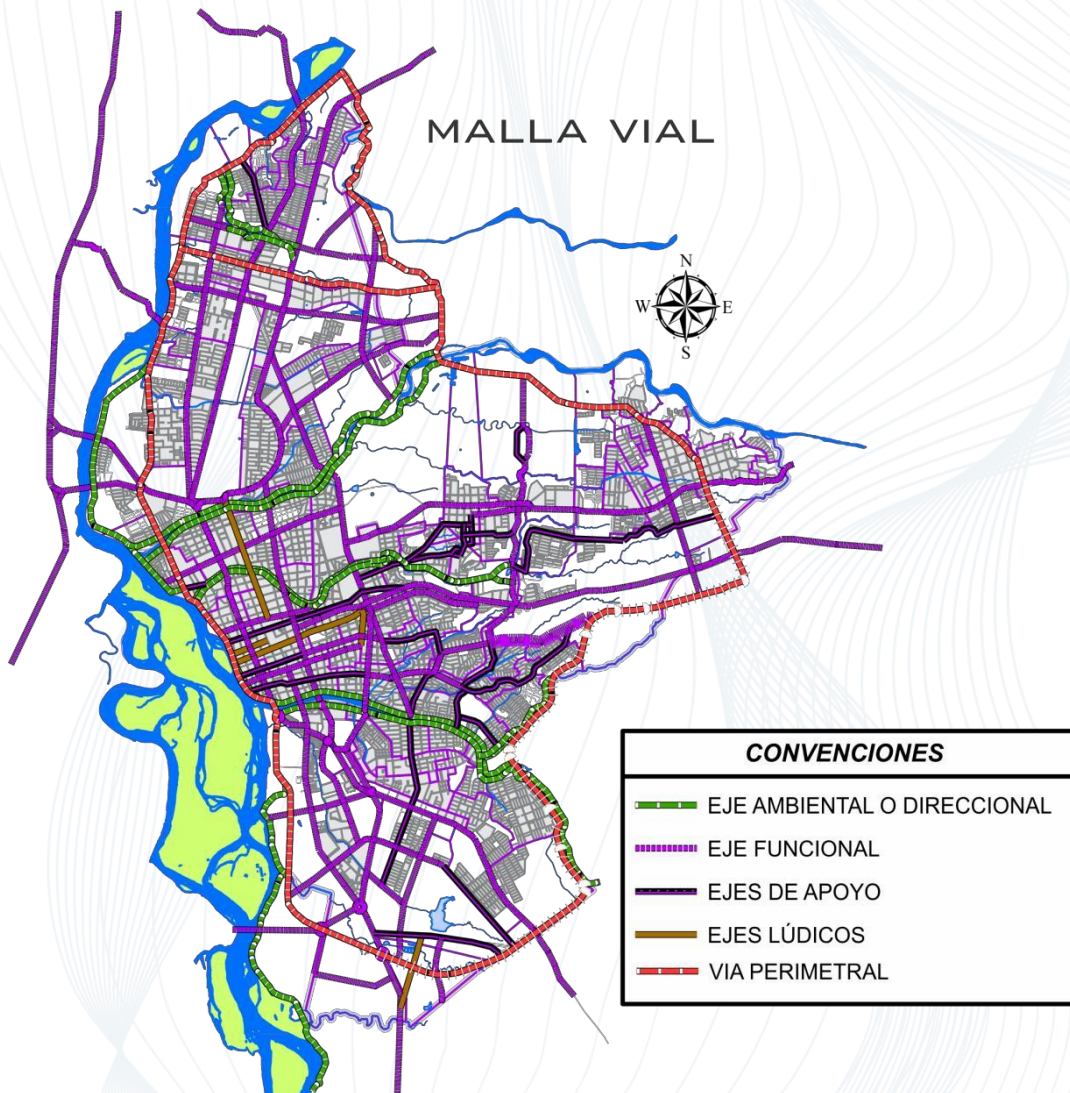 MALLA VIAL
N
W E
S
CONVENCIONES
EJE AMBIENTAL O DIRECCIONAL
EJE FUNCIONAL
EJES DE APOYO
EJES LÚDICOS
VIA PERIMETRAL